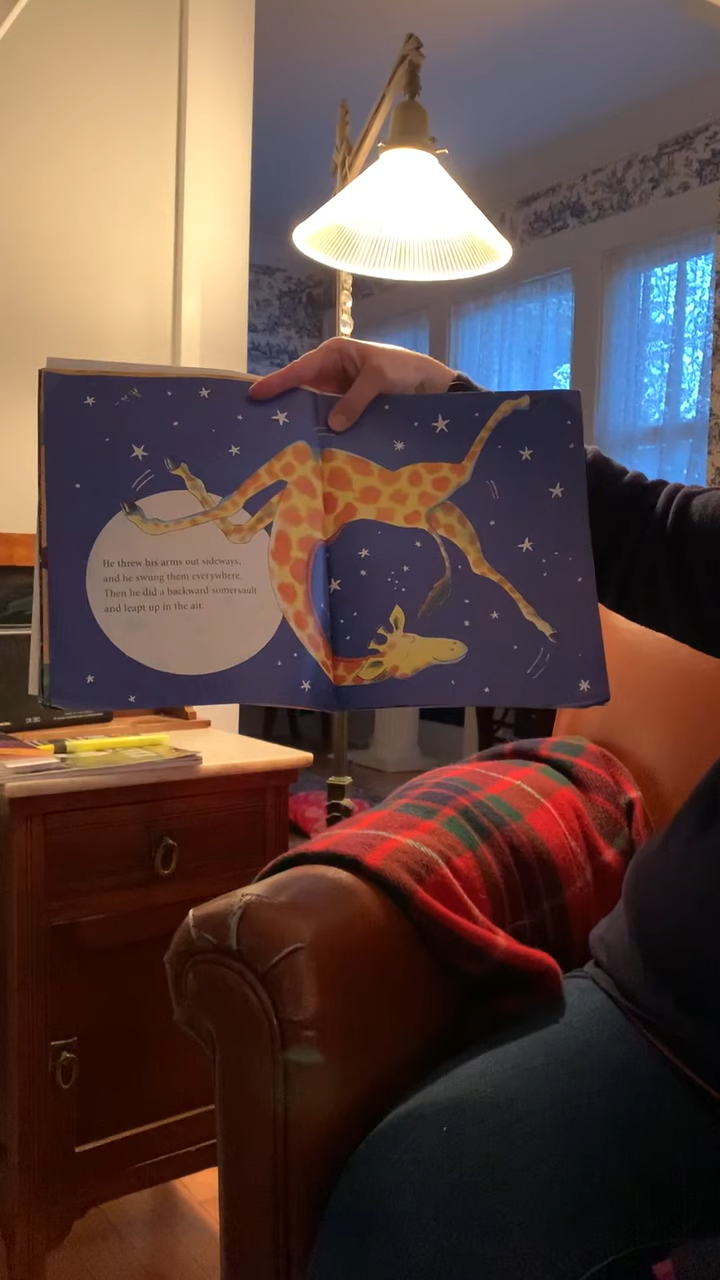 He threw his arms out sideways,
and he swung them everywhere.
Then he did a backward somersault
and leapt up in the air.